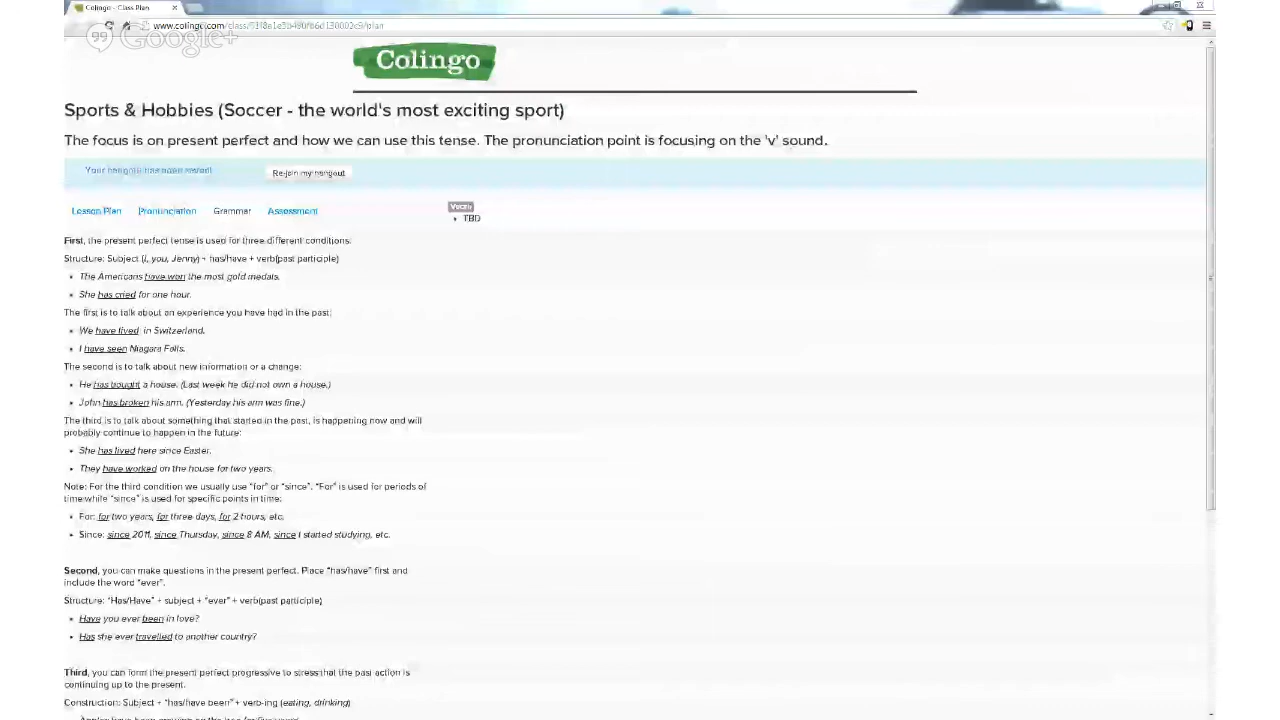 Colingo - Class Plan
Google+
Colingo
Sports & Hobbies (Soccer - the world's most exciting sport)
The focus is on present perfect and how we can use this tense. The pronunciation point is focusing on the 'v' sound.
Your hangout has been
Re-join my hangout
Lesson Plan Pronunciation Grammar Assessment
Vocab
TBD
First, the present perfect tense is used for three different conditions:
Structure: Subject (I, you, Jenny) + has/have + verb(past participle)
The Americans have won the most gold medals.
She has cried for one hour.
The first is to talk about an experience you have had in the past:
We have lived in Switzerland.
I have seen Niagara Falls.
The second is to talk about new information or a change:
He has bought a house. (Last week he did not own a house.)
John has broken his arm. (Yesterday his arm was fine.)
The third is to talk about something that started in the past, is happening now and will
probably continue to happen in the future:
She has lived here since Easter.
They have worked on the house for two years.
Note: For the third condition we usually use "for" or "since". "For" is used for periods of
time while "since" is used for specific points in time:
For: for two years, for three days, for 2 hours, etc.
Since: since 2011, since Thursday, since 8 AM, since I started studying, etc.
Second, you can make questions in the present perfect. Place "has/have" first and
include the word "ever".
Structure: "Has/Have" + subject + "ever" + verb(past participle)
Have you ever been in love?
Has she ever travelled to another country?
Third, you can form the present perfect progressive to stress that the past action is
continuing up to the present.
Construction: Subject + "has/have been" + verb-ing (eating, drinking)